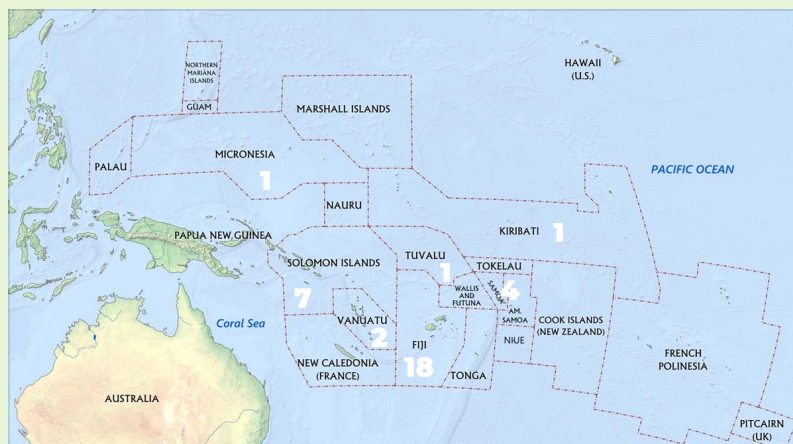 NORTHERN
MARIANA
ISLANDS
GUAM
HAWAII
(U.S.)
MARSHALL ISLANDS
PALAU
MICRONESIA
1
PACIFIC OCEAN
NAURU
PAPUA NEW GUINEA
KIRIBATI
1
SOLOMON ISLANDS
7
TUVALU
1
TOKELAU
WALLIS
AND
FUTUNA
SAMOA
4
AM.
SAMOA
Coral Sea
VANUATU
2
FIJI
18
NIUE
COOK ISLANDS
(NEW ZEALAND)
NEW CALEDONIA
(FRANCE)
TONGA
FRENCH
POLINESIA
AUSTRALIA
PITCAIRN
(UK)